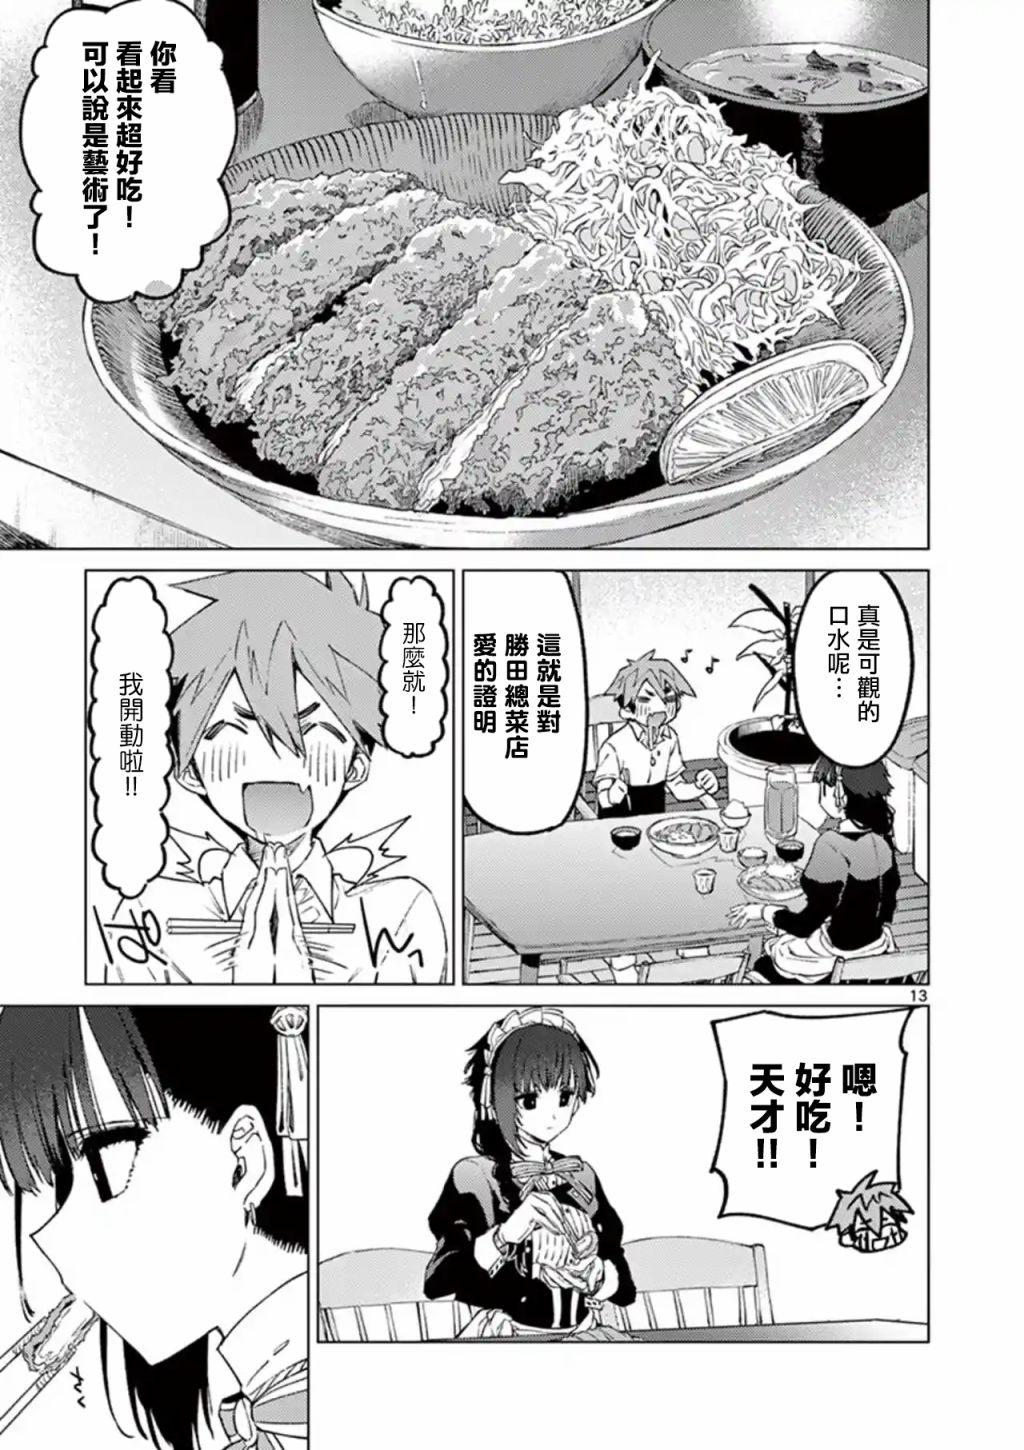 你看
看起來超好吃！
可以說是藝術了！
真是可觀的
口水呢…
這就是對
勝田總菜店
愛的證明
那麼就！
我開動啦!!
13
嗯！
好吃！
天才!!